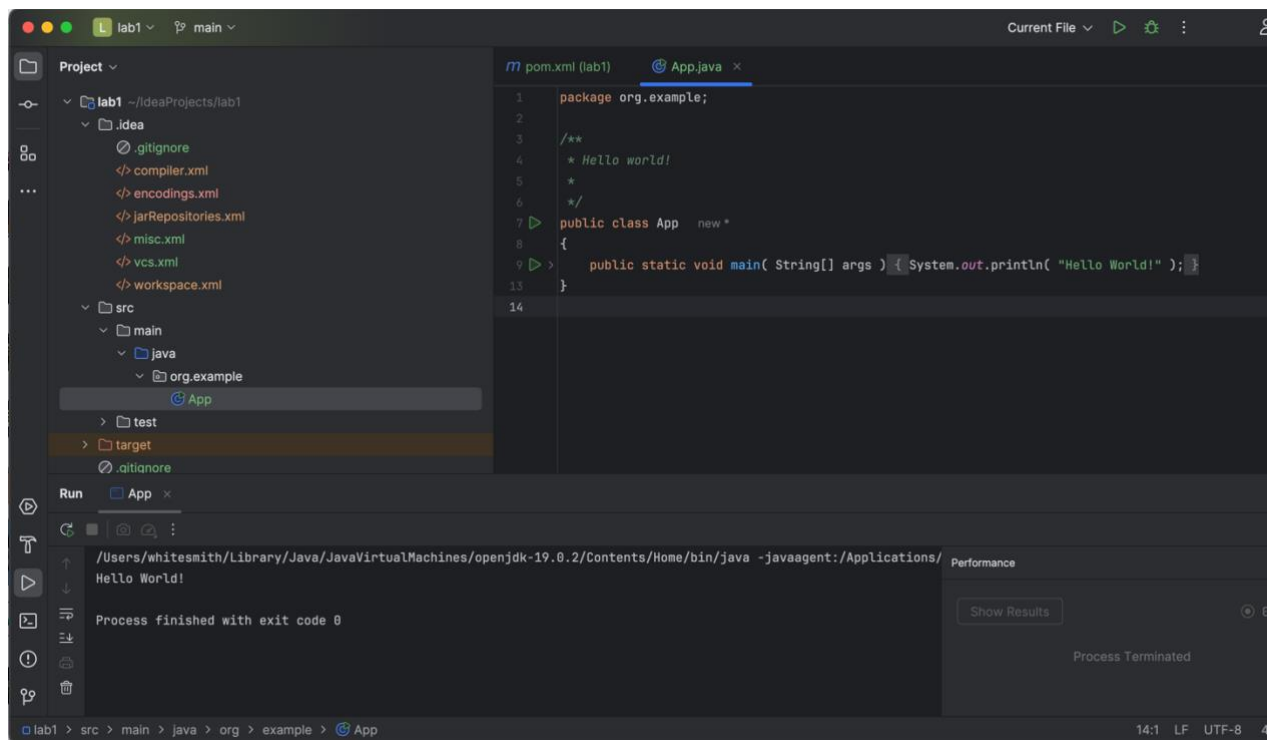 L lab1 main Current File
Project
pom.xml (lab1) App.java
lab1 ~/IdeaProjects/lab1
.idea
.gitignore
</> compiler.xml
</> encodings.xml
</> jarRepositories.xml
</> misc.xml
</> vcs.xml
</> workspace.xml
src
main
java
org.example
App
test
target
.gitignore
1 package org.example;
2
3 /**
4 * Hello world!
5 *
6 */
7 public class App new *
8 {
9 public static void main( String[] args ) { System.out.println( "Hello World!" ); }
13 }
14
Run App
/Users/whitesmith/Library/Java/JavaVirtualMachines/openjdk-19.0.2/Contents/Home/bin/java -javaagent:/Applications/
Hello World!
Process finished with exit code 0
Performance
Show Results
Process Terminated
lab1 > src > main > java > org > example > App 14:1 LF UTF-8 4